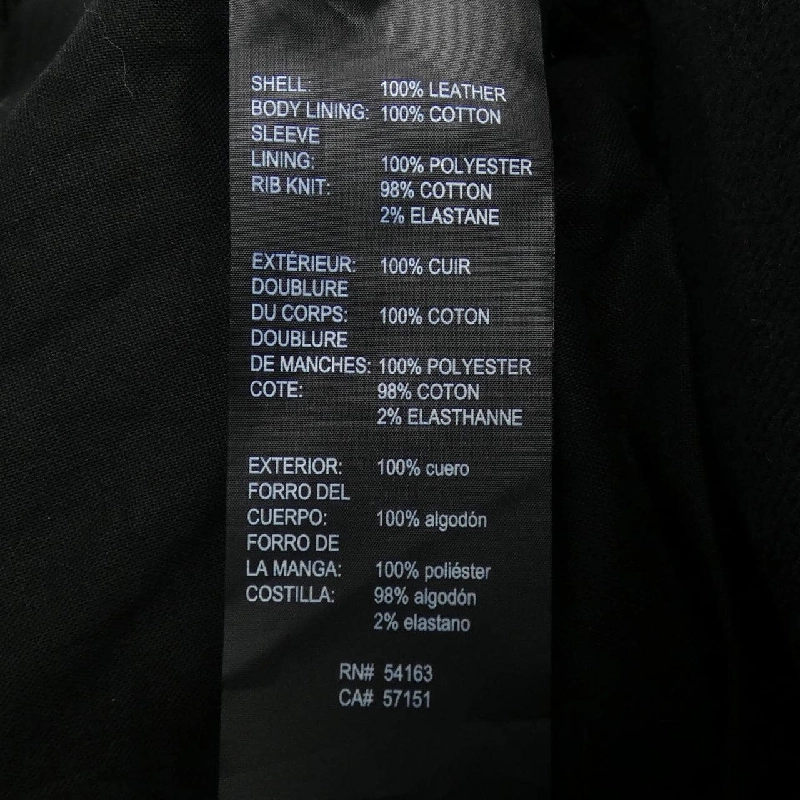 SHELL: 100% LEATHER
BODY LINING: 100% COTTON
SLEEVE
LINING: 100% POLYESTER
RIB KNIT: 98% COTTON
2% ELASTANE
EXTÉRIEUR: 100% CUIR
DOUBLURE
DU CORPS: 100% COTON
DOUBLURE
DE MANCHES: 100% POLYESTER
COTE: 98% COTON
2% ELASTHANNE
EXTERIOR: 100% cuero
FORRO DEL
CUERPO: 100% algodón
FORRO DE
LA MANGA: 100% poliéster
COSTILLA: 98% algodón
2% elastano
RN# 54163
CA# 57151